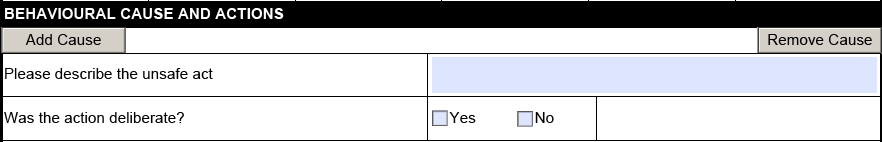 BEHAVIOURAL CAUSE AND ACTIONS
Add Cause Remove Cause
Please describe the unsafe act
Was the action deliberate? Yes No